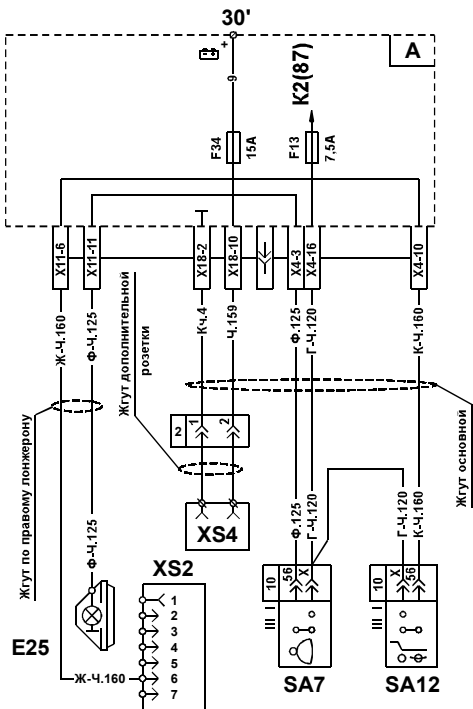 30'
+
A
6
K2(87)
F34
15A
F13
7,5A
X11-6
X11-11
X18-2
X18-10
X4-3
X4-16
X4-10
Ж-Ч.160
Ф-Ч.125
Жгут дополнительной
розетки
Кч.4
Ч.159
Ф.125
Г-Ч.120
К-Ч.160
Жгут по правому лонжерону
2
1
2
Жгут основной
XS4
Ф-Ч.125
Ф.125
Г-Ч.120
Г-Ч.120
К-Ч.160
XS2
10
56
X
10
X
56
1
2
3
4
5
6
7
III I
III I
E25
Ж-Ч.160
SA7
SA12